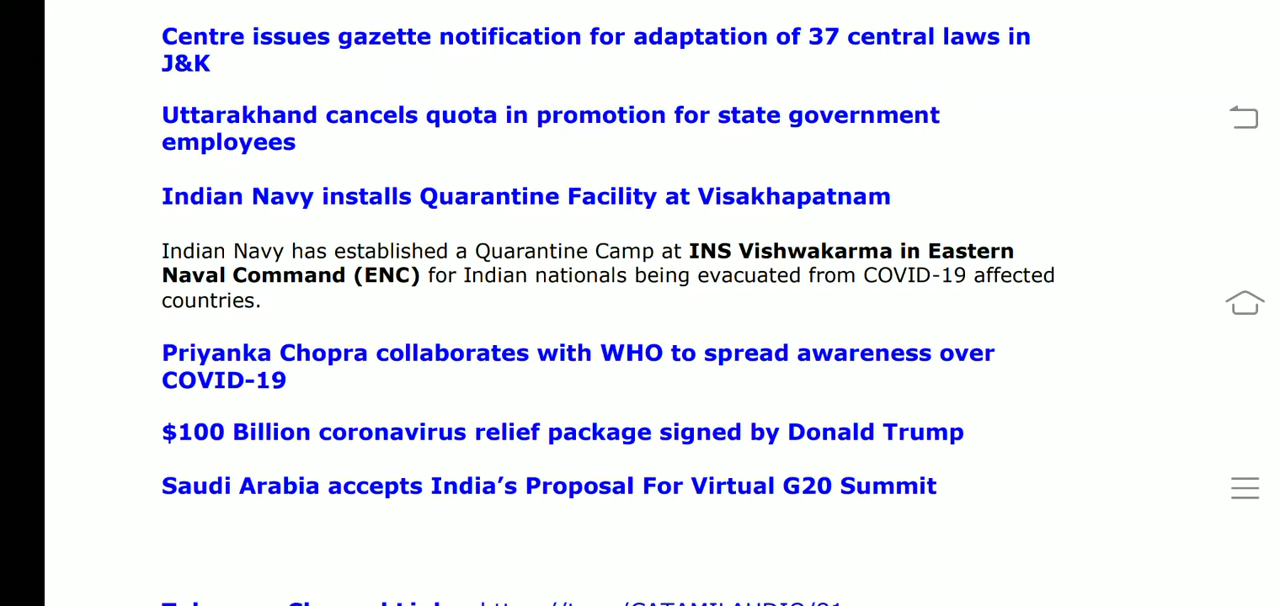 Centre issues gazette notification for adaptation of 37 central laws in
J&K
Uttarakhand cancels quota in promotion for state government
employees
Indian Navy installs Quarantine Facility at Visakhapatnam
Indian Navy has established a Quarantine Camp at INS Vishwakarma in Eastern
Naval Command (ENC) for Indian nationals being evacuated from COVID-19 affected
countries.
Priyanka Chopra collaborates with WHO to spread awareness over
COVID-19
$100 Billion coronavirus relief package signed by Donald Trump
Saudi Arabia accepts India’s Proposal For Virtual G20 Summit